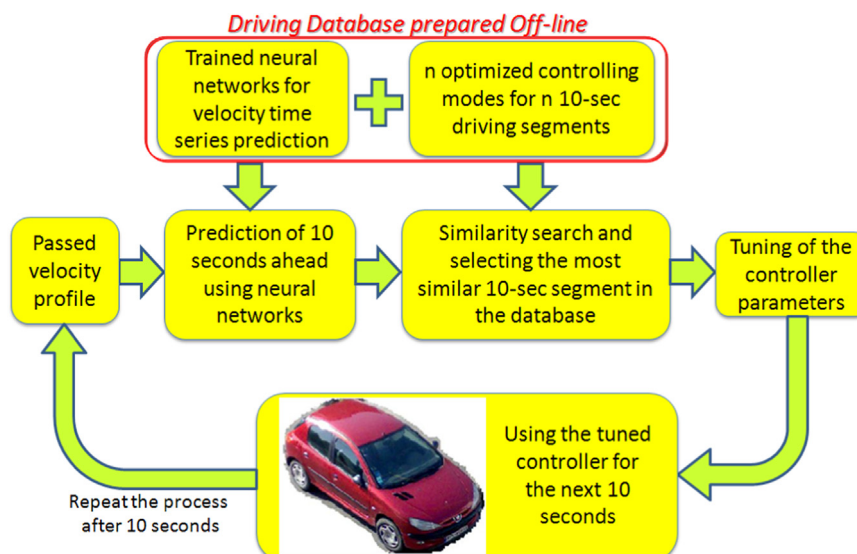 Driving Database prepared Off-line
Trained neural
networks for
velocity time
series prediction
n optimized controlling
modes for n 10-sec
driving segments
Passed
velocity
profile
Prediction of 10
seconds ahead
using neural
networks
Similarity search and
selecting the most
similar 10-sec segment in
the database
Tuning of the
controller
parameters
Using the tuned
controller for
the next 10
seconds
Repeat the process
after 10 seconds